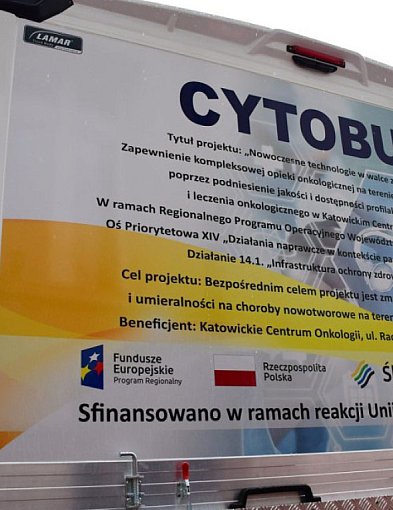 LAMAR
CYTOBU
Tytuł projektu: „Nowoczesne technologie w walce z
Zapewnienie kompleksowej opieki onkologicznej na terenie
poprzez podniesienie jakości i dostępności profila
i leczenia onkologicznego w Katowickim Centr
W ramach Regionalnego Programu Operacyjnego Wojewódz
Oś Priorytetowa XIV „Działania naprawcze w kontekście pa
Działanie 14.1. „Infrastruktura ochrony zdrow
Cel projektu: Bezpośrednim celem projektu jest zm
i umieralności na choroby nowotworowe na teren
Beneficjent: Katowickie Centrum Onkologii, ul. Rac
Fundusze
Europejskie
Program Regionalny
Rzeczpospolita
Polska
Ś
Sfinansowano w ramach reakcji Unii